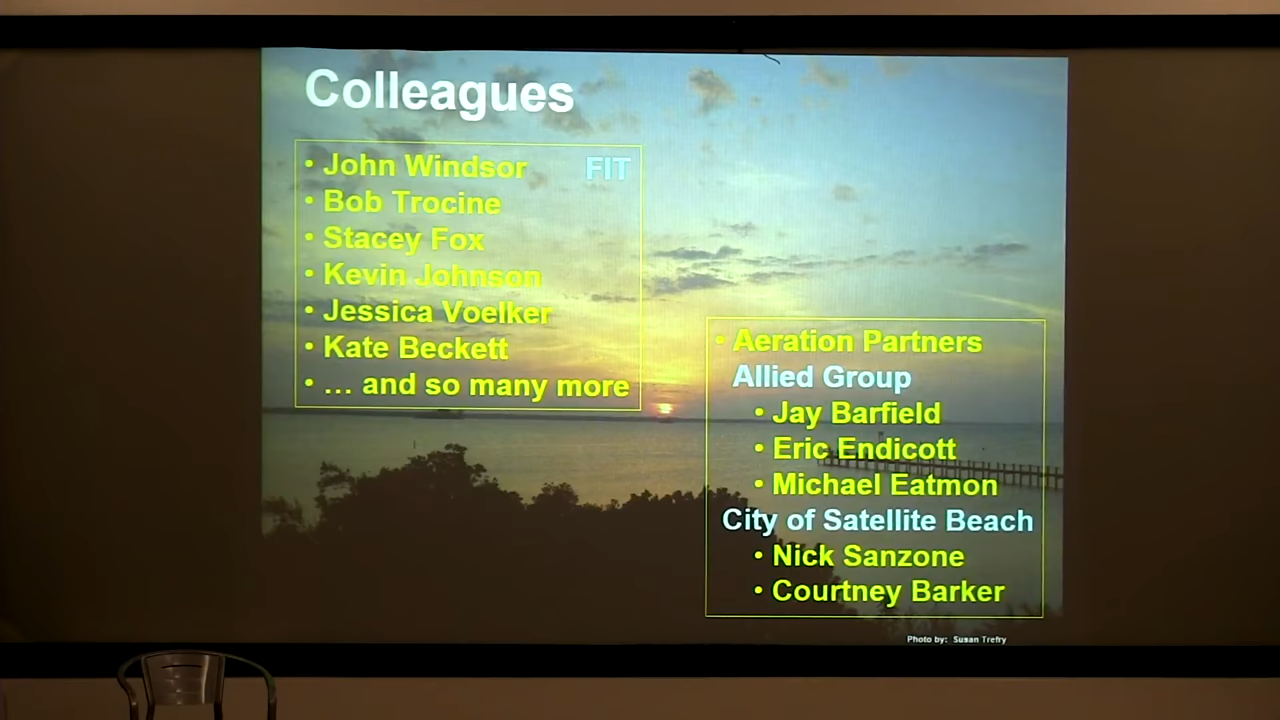 Colleagues
• John Windsor FIT
• Bob Trocine
• Stacey Fox
• Kevin Johnson
• Jessica Voelker
• Kate Beckett
• … and so many more
• Aeration Partners
Allied Group
• Jay Barfield
• Eric Endicott
• Michael Eatmon
City of Satellite Beach
• Nick Sanzone
• Courtney Barker
Photo by: Susan Trefry